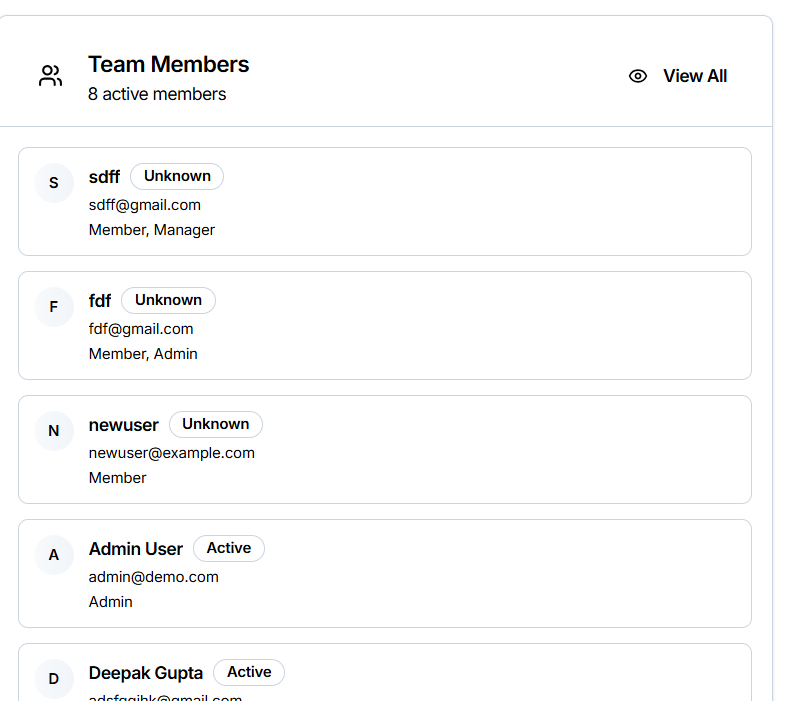 Team Members
8 active members
View All
S
sdff Unknown
sdff@gmail.com
Member, Manager
F
fdf Unknown
fdf@gmail.com
Member, Admin
N
newuser Unknown
newuser@example.com
Member
A
Admin User Active
admin@demo.com
Admin
D
Deepak Gupta Active